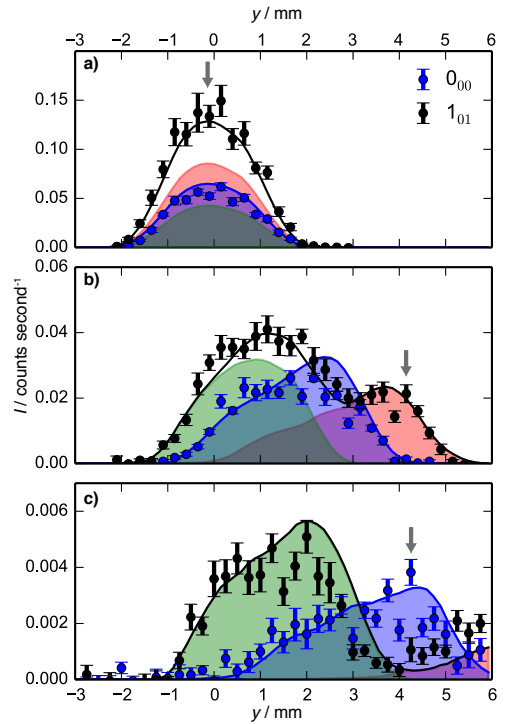 y / mm
−3 −2 −1 0 1 2 3 4 5 6
a)
0₀₀
1₀₁
0.15
0.10
0.05
0.00
0.06
b)
0.04
0.02
0.00
I / counts second⁻¹
c)
0.006
0.004
0.002
0.000
−3 −2 −1 0 1 2 3 4 5 6
y / mm